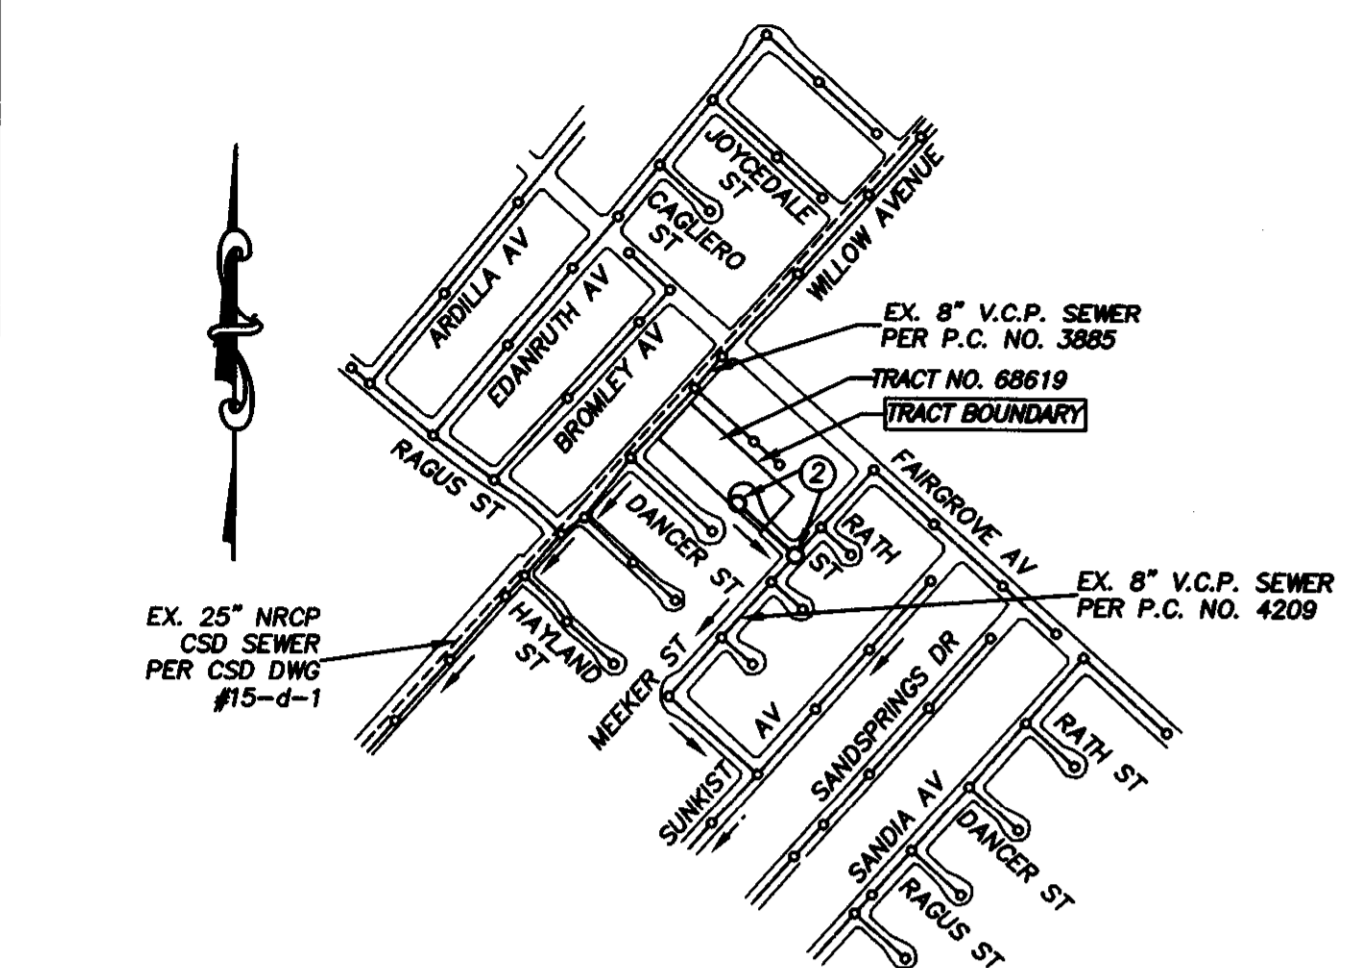 JOYCEDALE
ST
CAGLIERO
ST
WILLOW AVENUE
ARDILLA AV
EDANRUTH AV
BROMLEY AV
RAGUS ST
EX. 8" V.C.P. SEWER
PER P.C. NO. 3885
TRACT NO. 68619
TRACT BOUNDARY
2
FAIRGROVE AV
RATH
ST
DANCER ST
EX. 8" V.C.P. SEWER
PER P.C. NO. 4209
EX. 25" NRCP
CSD SEWER
PER CSD DWG
#15-d-1
HAYLAND
ST
MEEKER ST
SUNKIST
AV
SANDSPRINGS DR
SANDIA AV
RATH ST
DANCER ST
RAGUS ST